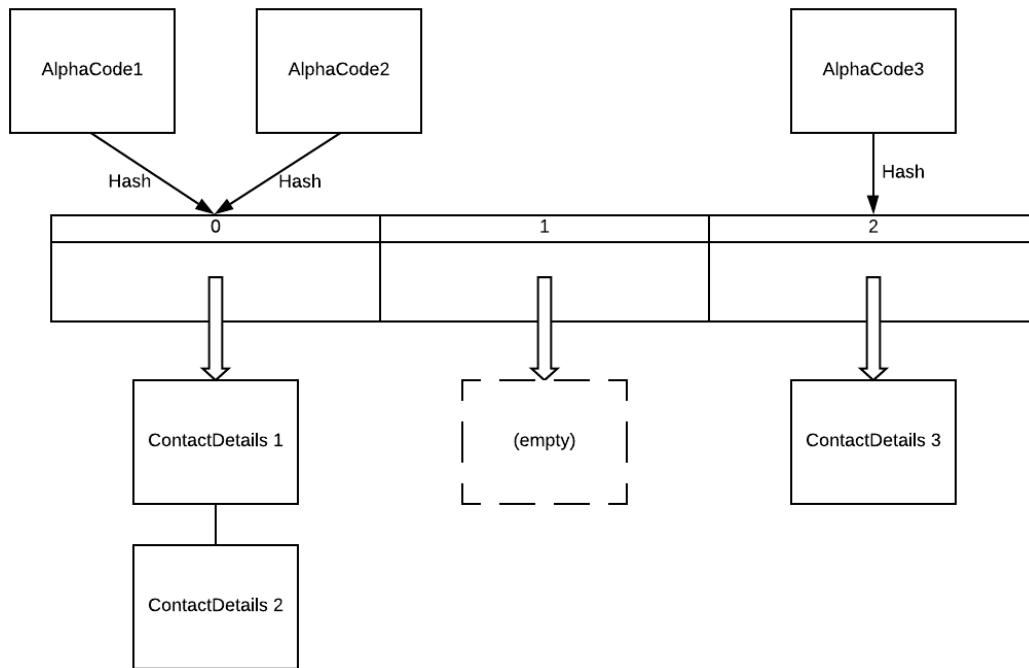 AlphaCode1
AlphaCode2
AlphaCode3
Hash
Hash
Hash
0
1
2
ContactDetails 1
(empty)
ContactDetails 3
ContactDetails 2